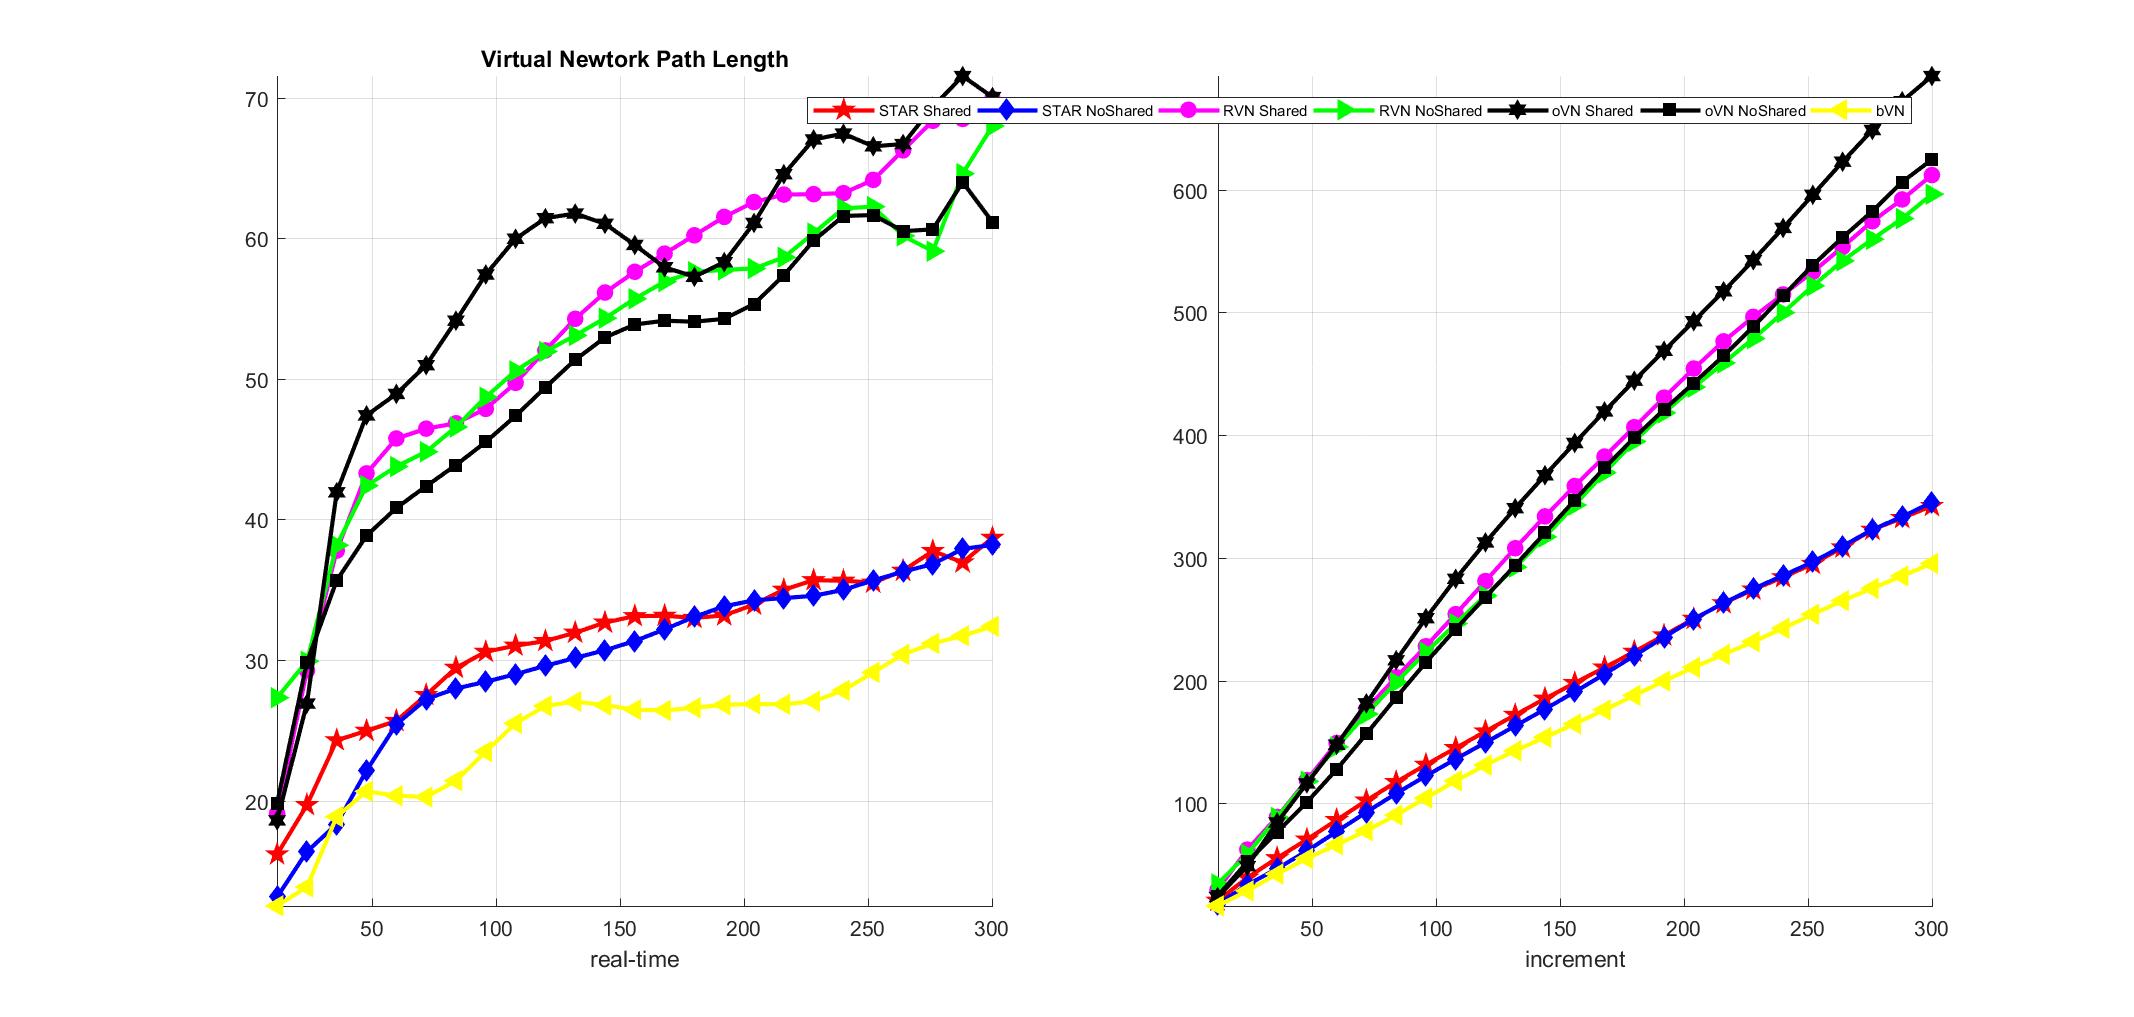 Virtual Newtork Path Length
STAR Shared STAR NoShared RVN Shared RVN NoShared oVN Shared oVN NoShared bVN
70
60
50
40
30
20
50 100 150 200 250 300
real-time
600
500
400
300
200
100
50 100 150 200 250 300
increment